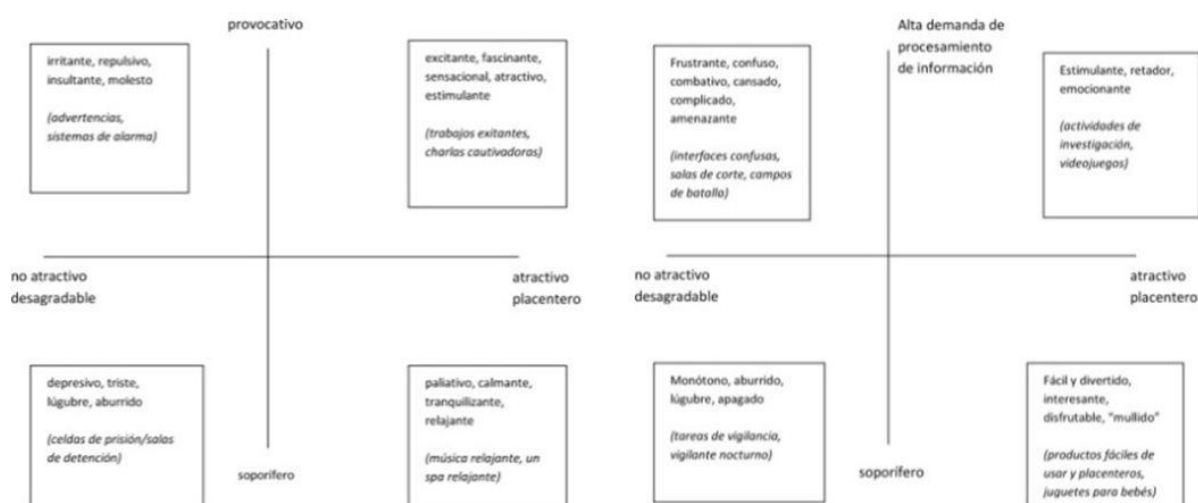 provocativo
irritante, repulsivo,
insultante, molesto
(advertencias,
sistemas de alarma)
excitante, fascinante,
sensacional, atractivo,
estimulante
(trabajos exitantes,
charlas cautivadoras)
no atractivo
desagradable
atractivo
placentero
depresivo, triste,
lúgubre, aburrido
(celdas de prisión/salas
de detención)
paliativo, calmante,
tranquilizante,
relajante
(música relajante, un
spa relajante)
soporífero
Alta demanda de
procesamiento
de información
Frustrante, confuso,
combativo, cansado,
complicado,
amenazante
(interfaces confusas,
salas de corte, campos
de batalla)
Estimulante, retador,
emocionante
(actividades de
investigación,
videojuegos)
no atractivo
desagradable
atractivo
placentero
Monótono, aburrido,
lúgubre, apagado
(tareas de vigilancia,
vigilante nocturno)
Fácil y divertido,
interesante,
disfrutable, "mullido"
(productos fáciles de
usar y placenteros,
juguetes para bebés)
soporífero